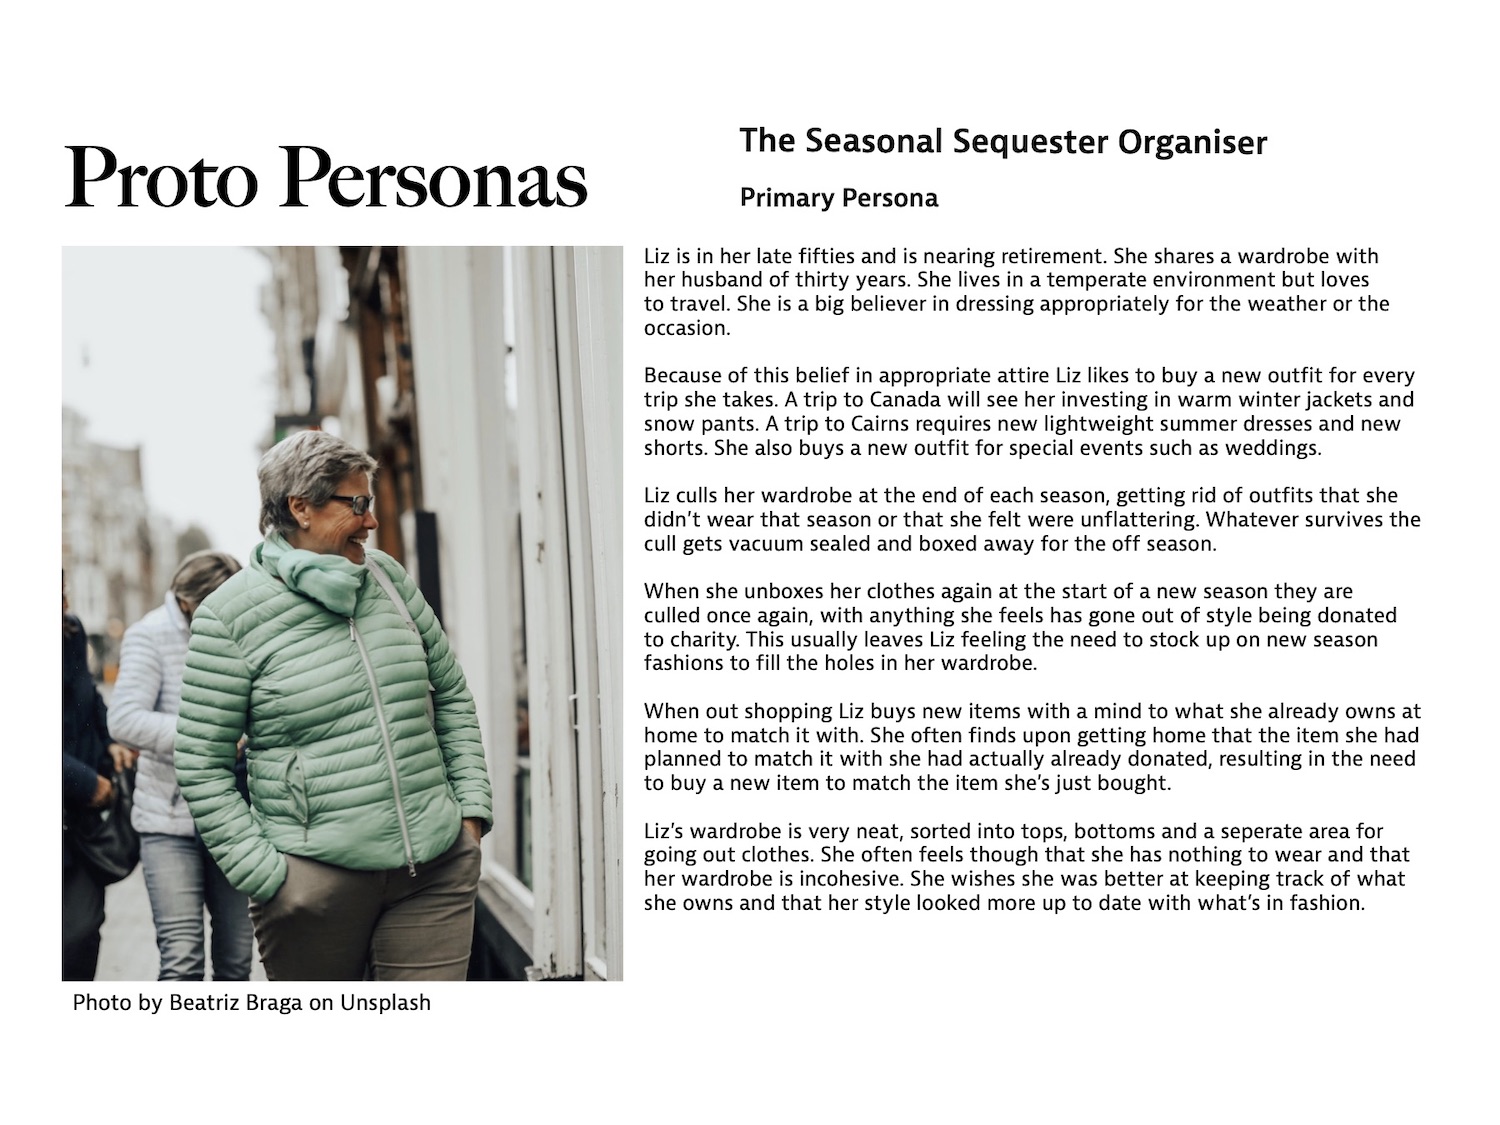 Proto Personas
The Seasonal Sequester Organiser
Primary Persona
Liz is in her late fifties and is nearing retirement. She shares a wardrobe with
her husband of thirty years. She lives in a temperate environment but loves
to travel. She is a big believer in dressing appropriately for the weather or the
occasion.
Because of this belief in appropriate attire Liz likes to buy a new outfit for every
trip she takes. A trip to Canada will see her investing in warm winter jackets and
snow pants. A trip to Cairns requires new lightweight summer dresses and new
shorts. She also buys a new outfit for special events such as weddings.
Liz culls her wardrobe at the end of each season, getting rid of outfits that she
didn't wear that season or that she felt were unflattering. Whatever survives the
cull gets vacuum sealed and boxed away for the off season.
When she unboxes her clothes again at the start of a new season they are
culled once again, with anything she feels has gone out of style being donated
to charity. This usually leaves Liz feeling the need to stock up on new season
fashions to fill the holes in her wardrobe.
When out shopping Liz buys new items with a mind to what she already owns at
home to match it with. She often finds upon getting home that the item she had
planned to match it with she had actually already donated, resulting in the need
to buy a new item to match the item she's just bought.
Liz's wardrobe is very neat, sorted into tops, bottoms and a seperate area for
going out clothes. She often feels though that she has nothing to wear and that
her wardrobe is incohesive. She wishes she was better at keeping track of what
she owns and that her style looked more up to date with what's in fashion.
Photo by Beatriz Braga on Unsplash